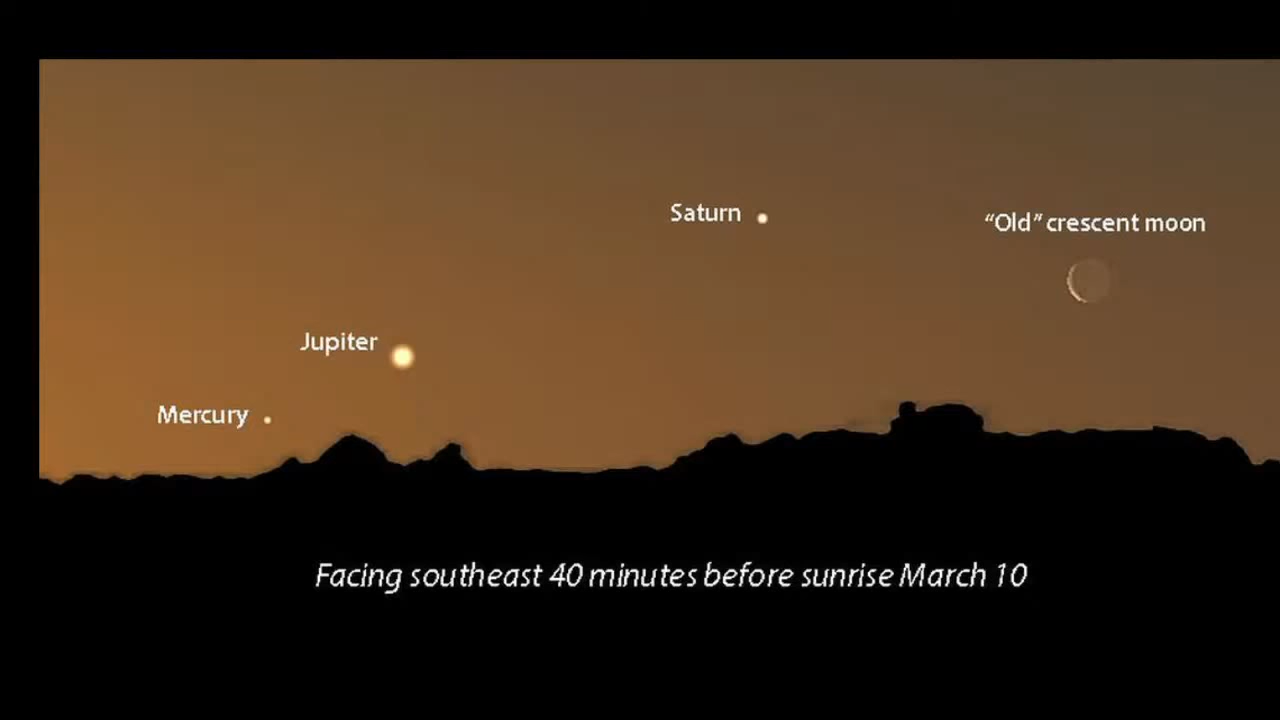 Saturn
“Old” crescent moon
Jupiter
Mercury
Facing southeast 40 minutes before sunrise March 10